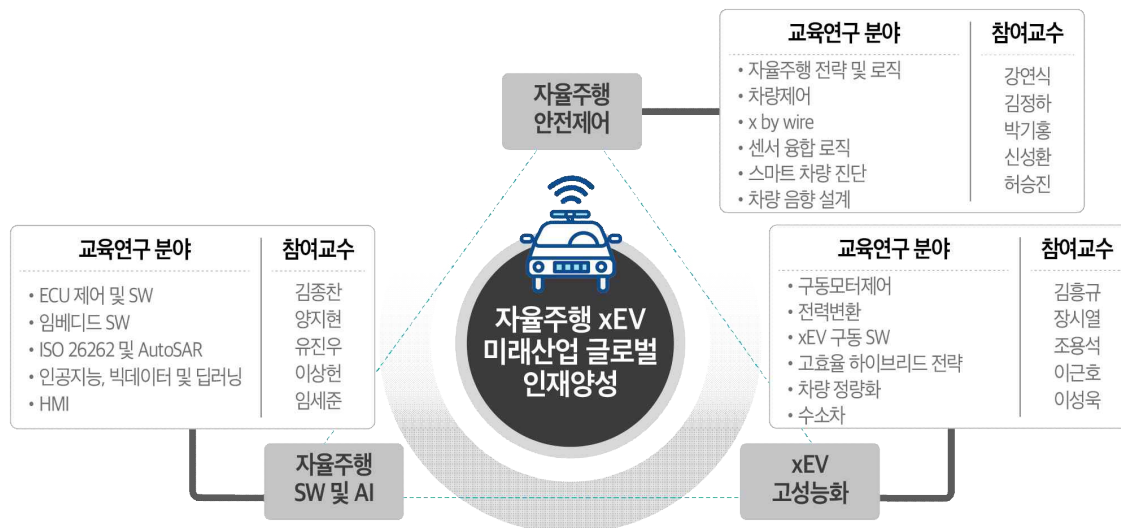 교육연구 분야
참여교수
• 자율주행 전략 및 로직
• 차량제어
• x by wire
• 센서 융합 로직
• 스마트 차량 진단
• 차량 음향 설계
강연식
김정하
박기홍
신성환
허승진
자율주행
안전제어
교육연구 분야
참여교수
• ECU 제어 및 SW
• 임베디드 SW
• ISO 26262 및 AutoSAR
• 인공지능, 빅데이터 및 딥러닝
• HMI
김종찬
양지현
유진우
이상헌
임세준
자율주행 xEV
미래산업 글로벌
인재양성
교육연구 분야
참여교수
• 구동모터제어
• 전력변환
• xEV 구동 SW
• 고효율 하이브리드 전략
• 차량 정량화
• 수소차
김흥규
장시열
조용석
이근호
이성욱
자율주행
SW 및 AI
xEV
고성능화